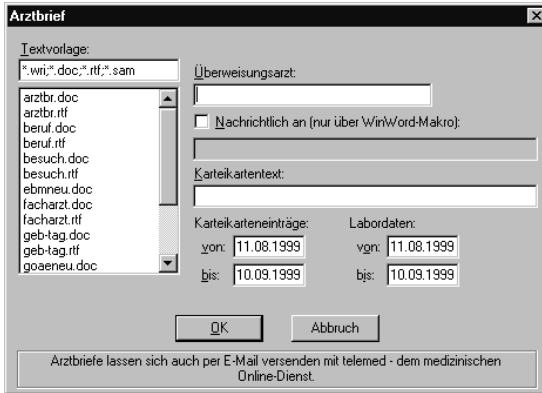 Arztbrief
Textvorlage:
*.wri;*.doc;*.rtf;*.sam
arztbr.doc
arztbr.rtf
beruf.doc
beruf.rtf
besuch.doc
besuch.rtf
ebmneu.doc
facharzt.doc
facharzt.rtf
geb-tag.doc
geb-tag.rtf
goaeneu.doc
Überweisungsarzt:
Nachrichtlich an (nur über WinWord-Makro):
Karteikartentext:
Karteikarteneinträge: Labordaten:
von: 11.08.1999 von: 11.08.1999
bis: 10.09.1999 bis: 10.09.1999
OK Abbruch
Arztbriefe lassen sich auch per E-Mail versenden mit telemed - dem medizinischen
Online-Dienst.